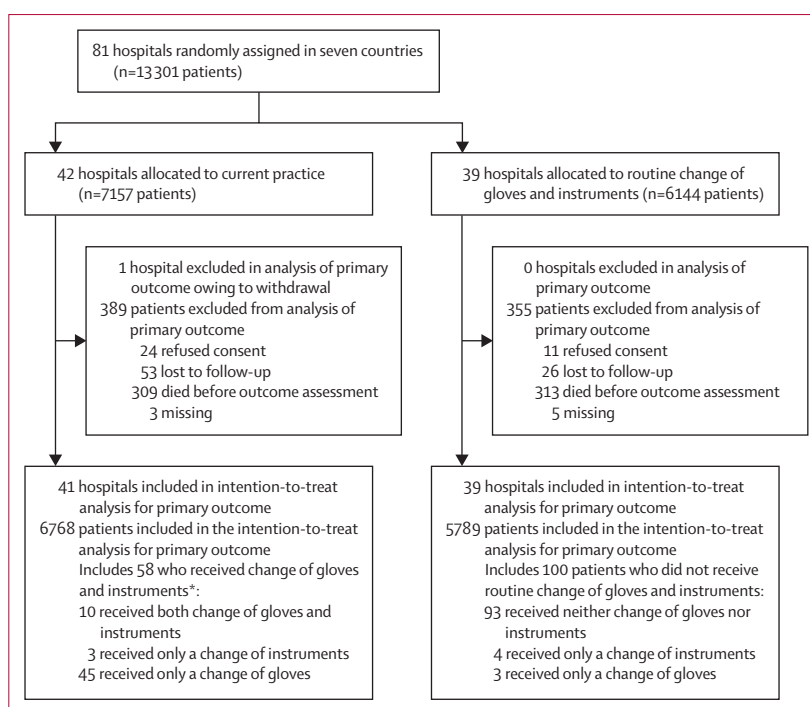 81 hospitals randomly assigned in seven countries
(n=13301 patients)
42 hospitals allocated to current practice
(n=7157 patients)
39 hospitals allocated to routine change of
gloves and instruments (n=6144 patients)
1 hospital excluded in analysis of primary
outcome owing to withdrawal
389 patients excluded from analysis of
primary outcome
24 refused consent
53 lost to follow-up
309 died before outcome assessment
3 missing
0 hospitals excluded in analysis of
primary outcome
355 patients excluded from analysis of
primary outcome
11 refused consent
26 lost to follow-up
313 died before outcome assessment
5 missing
41 hospitals included in intention-to-treat
analysis for primary outcome
6768 patients included in the intention-to-treat
analysis for primary outcome
Includes 58 who received change of gloves
and instruments*:
10 received both change of gloves and
instruments
3 received only a change of instruments
45 received only a change of gloves
39 hospitals included in intention-to-treat
analysis for primary outcome
5789 patients included in the intention-to-treat
analysis for primary outcome
Includes 100 patients who did not receive
routine change of gloves and instruments:
93 received neither change of gloves nor
instruments
4 received only a change of instruments
3 received only a change of gloves